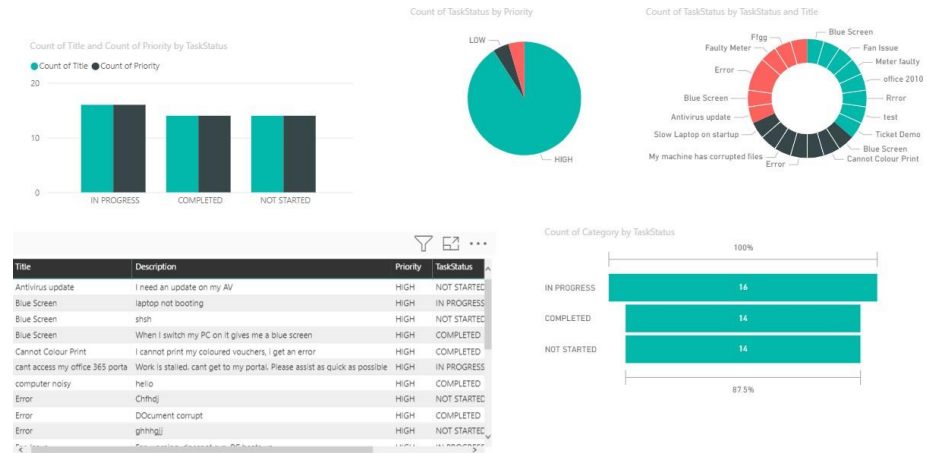 Count of TaskStatus by Priority
LOW
HIGH
Count of TaskStatus by TaskStatus and Title
Ffgg
Blue Screen
Faulty Meter
Fan Issue
Meter faulty
Error
office 2010
Blue Screen
Rrror
Antivirus update
test
Slow Laptop on startup
Ticket Demo
Blue Screen
My machine has corrupted files
Cannot Colour Print
Error
Count of Title and Count of Priority by TaskStatus
Count of Title Count of Priority
20
10
0
IN PROGRESS COMPLETED NOT STARTED
Title Description Priority TaskStatus
Antivirus update I need an update on my AV HIGH NOT STARTED
Blue Screen laptop not booting HIGH IN PROGRESS
Blue Screen shsh HIGH NOT STARTED
Blue Screen When I switch my PC on it gives me a blue screen HIGH COMPLETED
Cannot Colour Print I cannot print my coloured vouchers, i get an error HIGH COMPLETED
cant access my office 365 porta Work is stalled. cant get to my portal. Please assist as quick as possible HIGH IN PROGRESS
computer noisy hello HIGH COMPLETED
Error Chfhdj HIGH NOT STARTED
Error DOcument corrupt HIGH COMPLETED
Error ghhhgjj HIGH NOT STARTED
Count of Category by TaskStatus
100%
IN PROGRESS 16
COMPLETED 14
NOT STARTED 14
87.5%